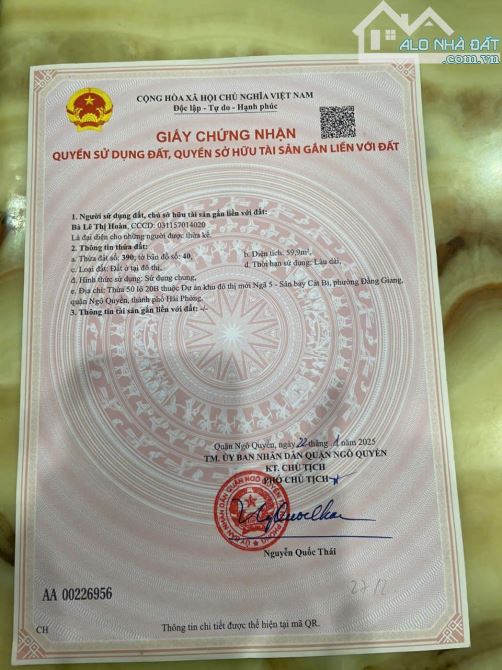 ALO NHÀ ĐẤT
.com.vn
CỘNG HÒA XÃ HỘI CHỦ NGHĨA VIỆT NAM
Độc lập - Tự do - Hạnh phúc
GIẤY CHỨNG NHẬN
QUYỀN SỬ DỤNG ĐẤT, QUYỀN SỞ HỮU TÀI SẢN GẮN LIỀN VỚI ĐẤT
1. Người sử dụng đất, chủ sở hữu tài sản gắn liền với đất:
Bà Lê Thị Hoàn, CCCD: 031157014020
Là đại diện cho những người được thừa kế.
2. Thông tin thửa đất:
a. Thửa đất số: 390; tờ bản đồ số: 40, b. Diện tích: 59,9m²,
c. Loại đất: Đất ở tại đô thị, d. Thời hạn sử dụng: Lâu dài,
đ. Hình thức sử dụng: Sử dụng chung,
e. Địa chỉ: Thửa 50 lô 20B thuộc Dự án khu đô thị mới Ngã 5 - Sân bay Cát Bi, phường Đằng Giang,
quận Ngô Quyền, thành phố Hải Phòng.
3. Thông tin tài sản gắn liền với đất: -/-
Quận Ngô Quyền, ngày 22 tháng 1 năm 2025
TM. ỦY BAN NHÂN DÂN QUẬN NGÔ QUYỀN
KT. CHỦ TỊCH
PHÓ CHỦ TỊCH
Nguyễn Quốc Thái
AA 00226956
CH
Thông tin chi tiết được thể hiện tại mã QR.